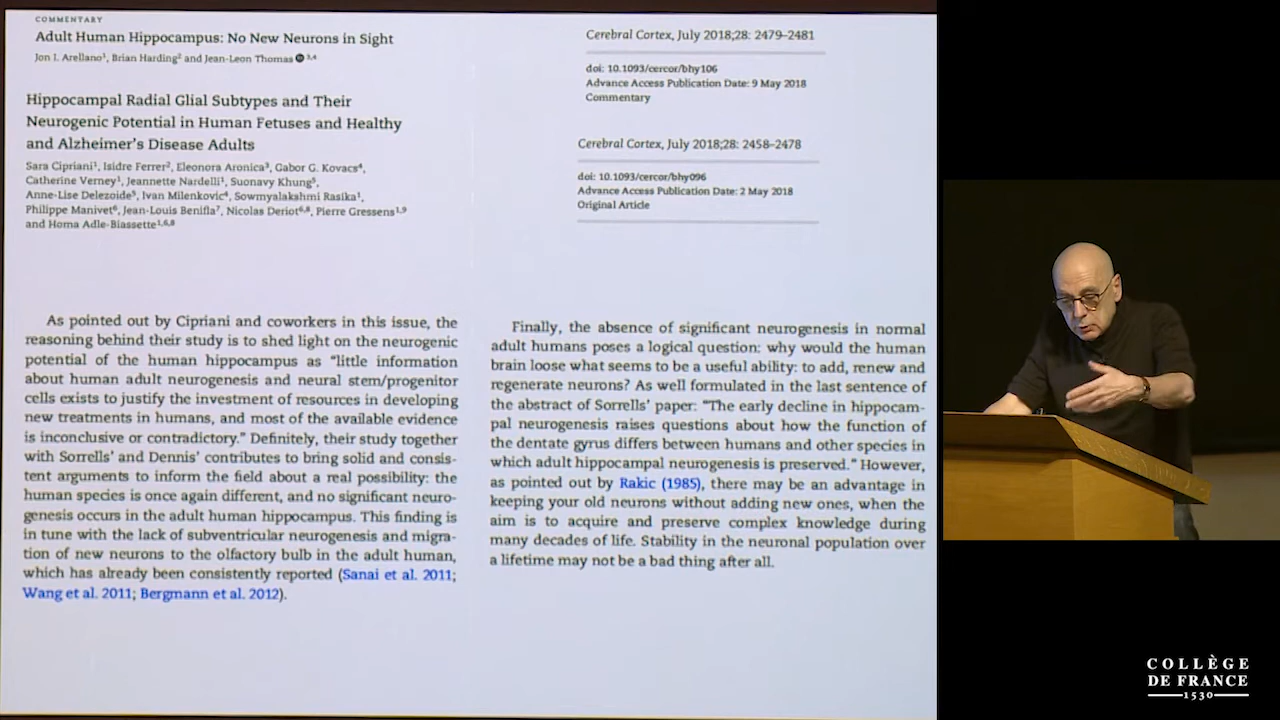 COMMENTARY
Adult Human Hippocampus: No New Neurons in Sight
Jon I. Arellano¹, Brian Harding² and Jean-Leon Thomas 3,4
Cerebral Cortex, July 2018;28: 2479–2481
doi: 10.1093/cercor/bhy106
Advance Access Publication Date: 9 May 2018
Commentary
Hippocampal Radial Glial Subtypes and Their
Neurogenic Potential in Human Fetuses and Healthy
and Alzheimer's Disease Adults
Sara Cipriani¹, Isidre Ferrer², Eleonora Aronica³, Gabor G. Kovacs⁴,
Catherine Verney¹, Jeannette Nardelli¹, Suonavy Khung⁵,
Anne-Lise Delezoide⁵, Ivan Milenkovic⁴, Sowmyalakahmi Rasika¹,
Philippe Manivet⁶, Jean-Louis Benifla⁷, Nicolas Deriot⁶,⁸, Pierre Gressens¹,⁹
and Homa Adle-Biassette¹,⁶,⁸
Cerebral Cortex, July 2018;28: 2458–2478
doi: 10.1093/cercor/bhy096
Advance Access Publication Date: 2 May 2018
Original Article
As pointed out by Cipriani and coworkers in this issue, the
reasoning behind their study is to shed light on the neurogenic
potential of the human hippocampus as "little information
about human adult neurogenesis and neural stem/progenitor
cells exists to justify the investment of resources in developing
new treatments in humans, and most of the available evidence
is inconclusive or contradictory." Definitely, their study together
with Sorrells' and Dennis' contributes to bring solid and consis-
tent arguments to inform the field about a real possibility: the
human species is once again different, and no significant neuro-
genesis occurs in the adult human hippocampus. This finding is
in tune with the lack of subventricular neurogenesis and migra-
tion of new neurons to the olfactory bulb in the adult human,
which has already been consistently reported (Sanai et al. 2011;
Wang et al. 2011; Bergmann et al. 2012).
Finally, the absence of significant neurogenesis in normal
adult humans poses a logical question: why would the human
brain loose what seems to be a useful ability: to add, renew and
regenerate neurons? As well formulated in the last sentence of
the abstract of Sorrells' paper: "The early decline in hippocam-
pal neurogenesis raises questions about how the function of
the dentate gyrus differs between humans and other species in
which adult hippocampal neurogenesis is preserved." However,
as pointed out by Rakic (1985), there may be an advantage in
keeping your old neurons without adding new ones, when the
aim is to acquire and preserve complex knowledge during
many decades of life. Stability in the neuronal population over
a lifetime may not be a bad thing after all.
COLLÈGE
DE FRANCE
1530